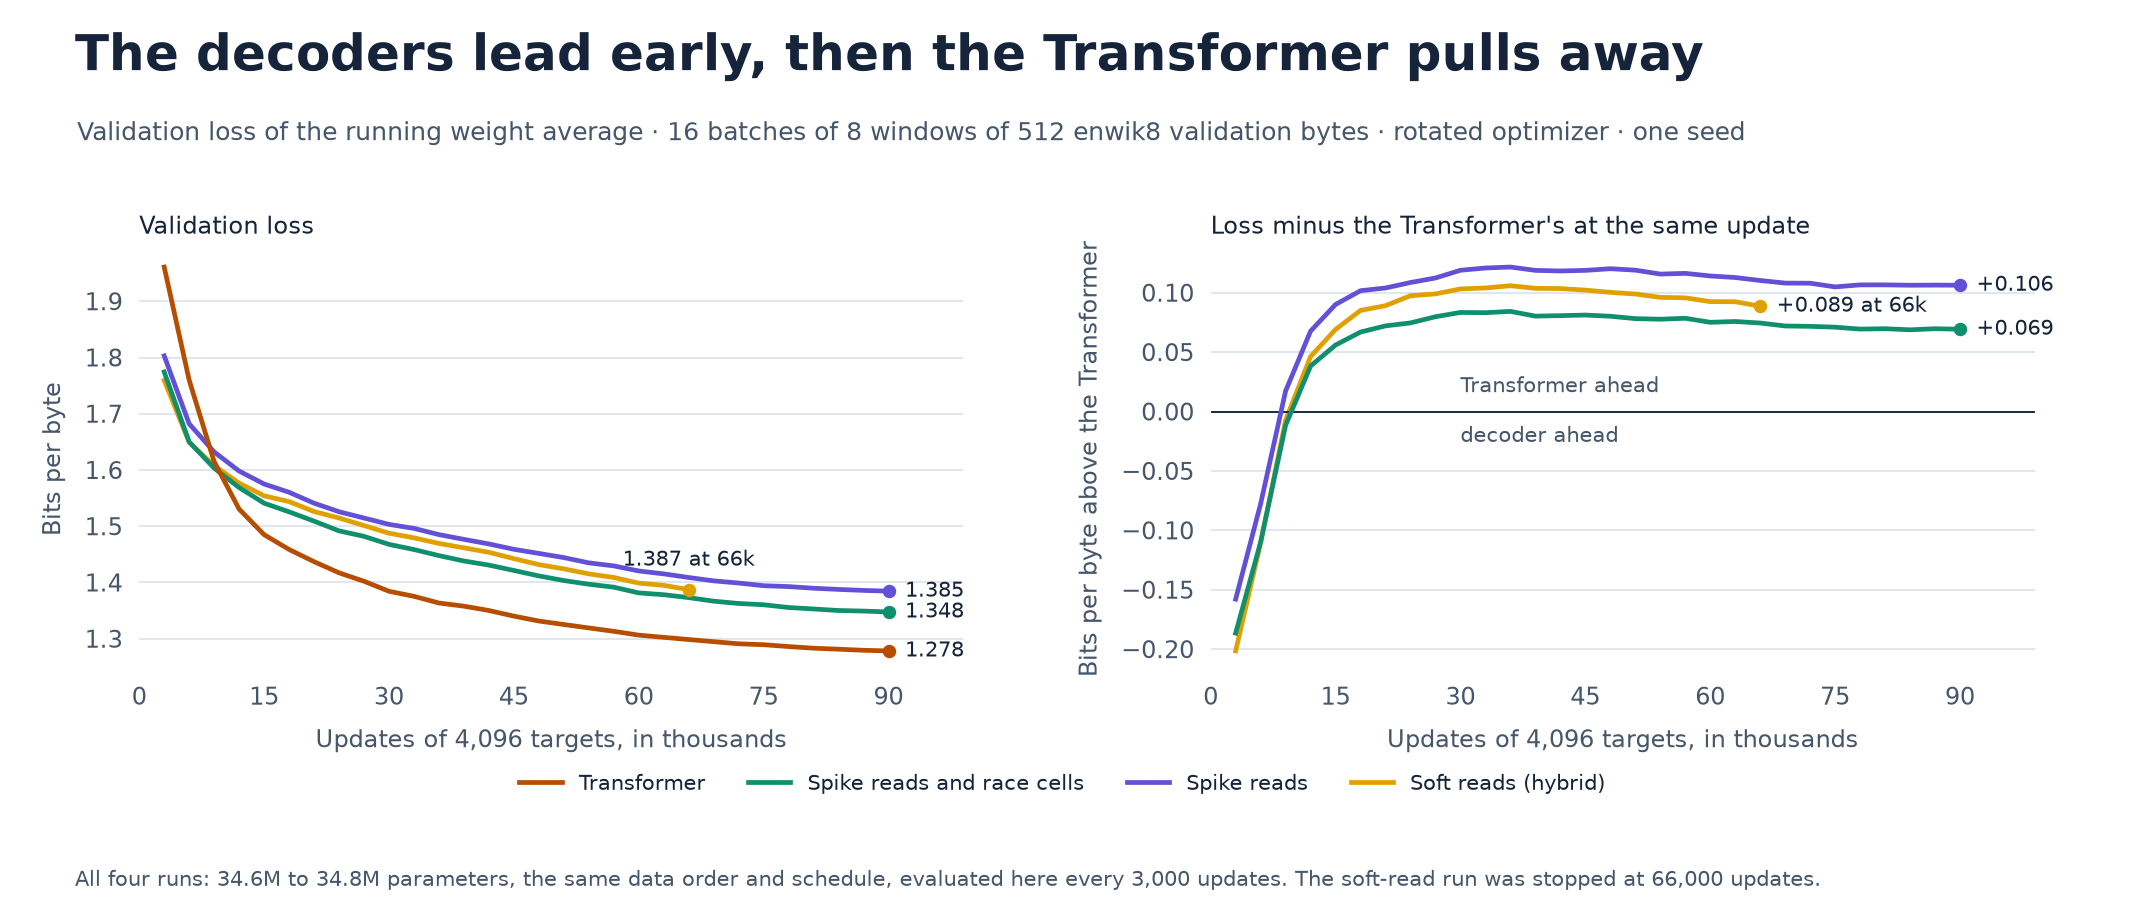 The decoders lead early, then the Transformer pulls away
Validation loss of the running weight average · 16 batches of 8 windows of 512 enwik8 validation bytes · rotated optimizer · one seed
Validation loss
Bits per byte
1.9
1.8
1.7
1.6
1.5
1.4
1.3
1.387 at 66k
1.385
1.348
1.278
0 15 30 45 60 75 90
Updates of 4,096 targets, in thousands
Loss minus the Transformer's at the same update
Bits per byte above the Transformer
0.10
0.05
0.00
−0.05
−0.10
−0.15
−0.20
+0.106
+0.089 at 66k
+0.069
Transformer ahead
decoder ahead
0 15 30 45 60 75 90
Updates of 4,096 targets, in thousands
Transformer Spike reads and race cells Spike reads Soft reads (hybrid)
All four runs: 34.6M to 34.8M parameters, the same data order and schedule, evaluated here every 3,000 updates. The soft-read run was stopped at 66,000 updates.